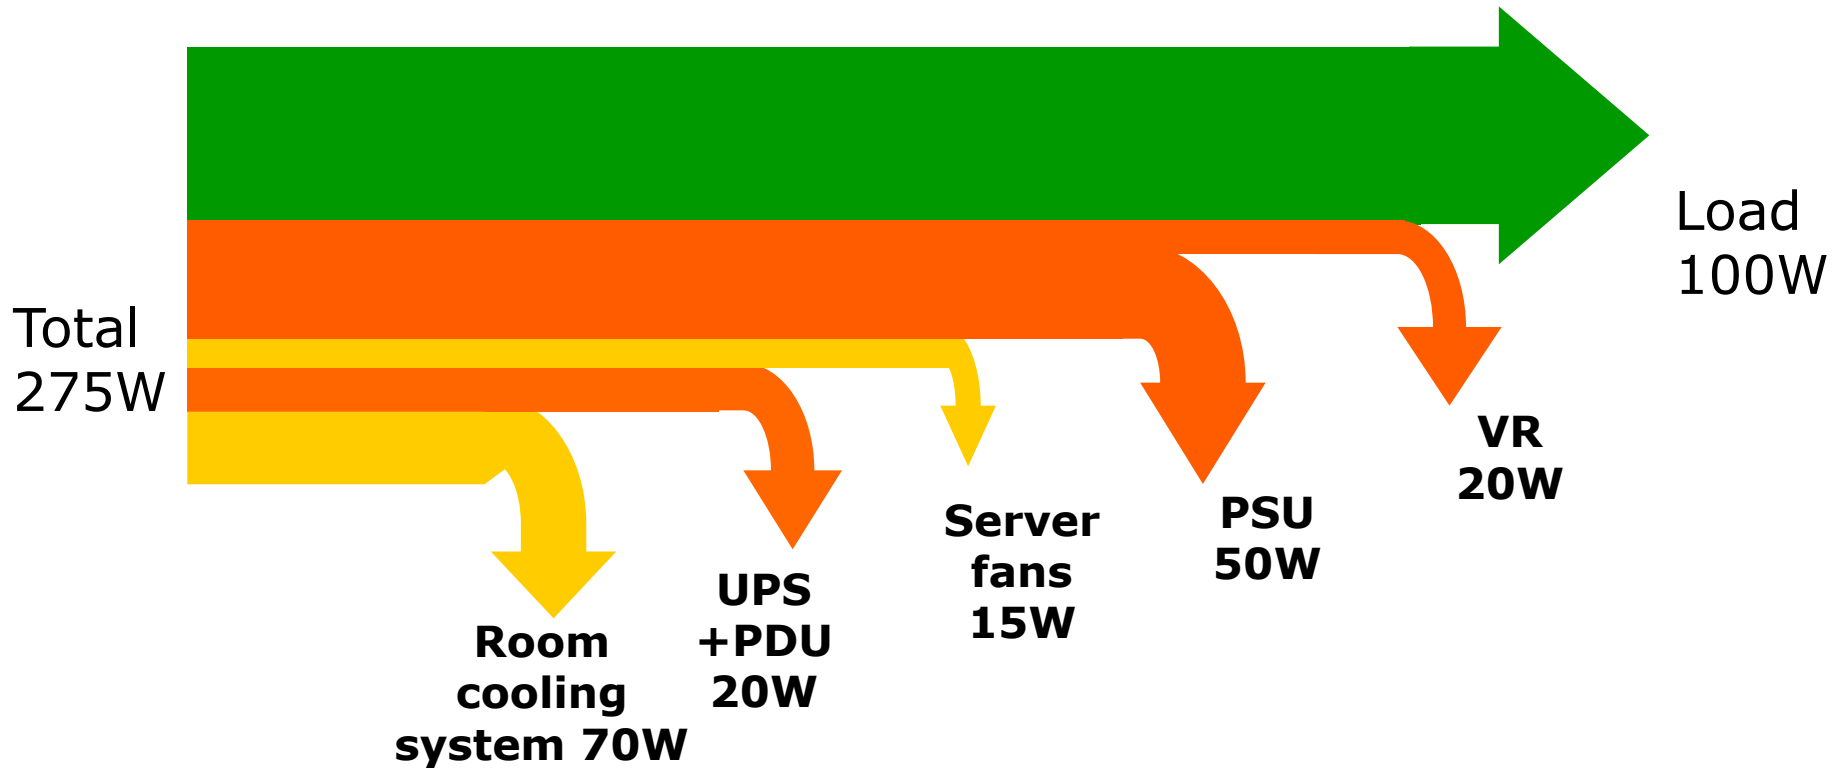 Total
275W
Room
cooling
system 70W
UPS
+PDU
20W
Server
fans
15W
PSU
50W
VR
20W
Load
100W